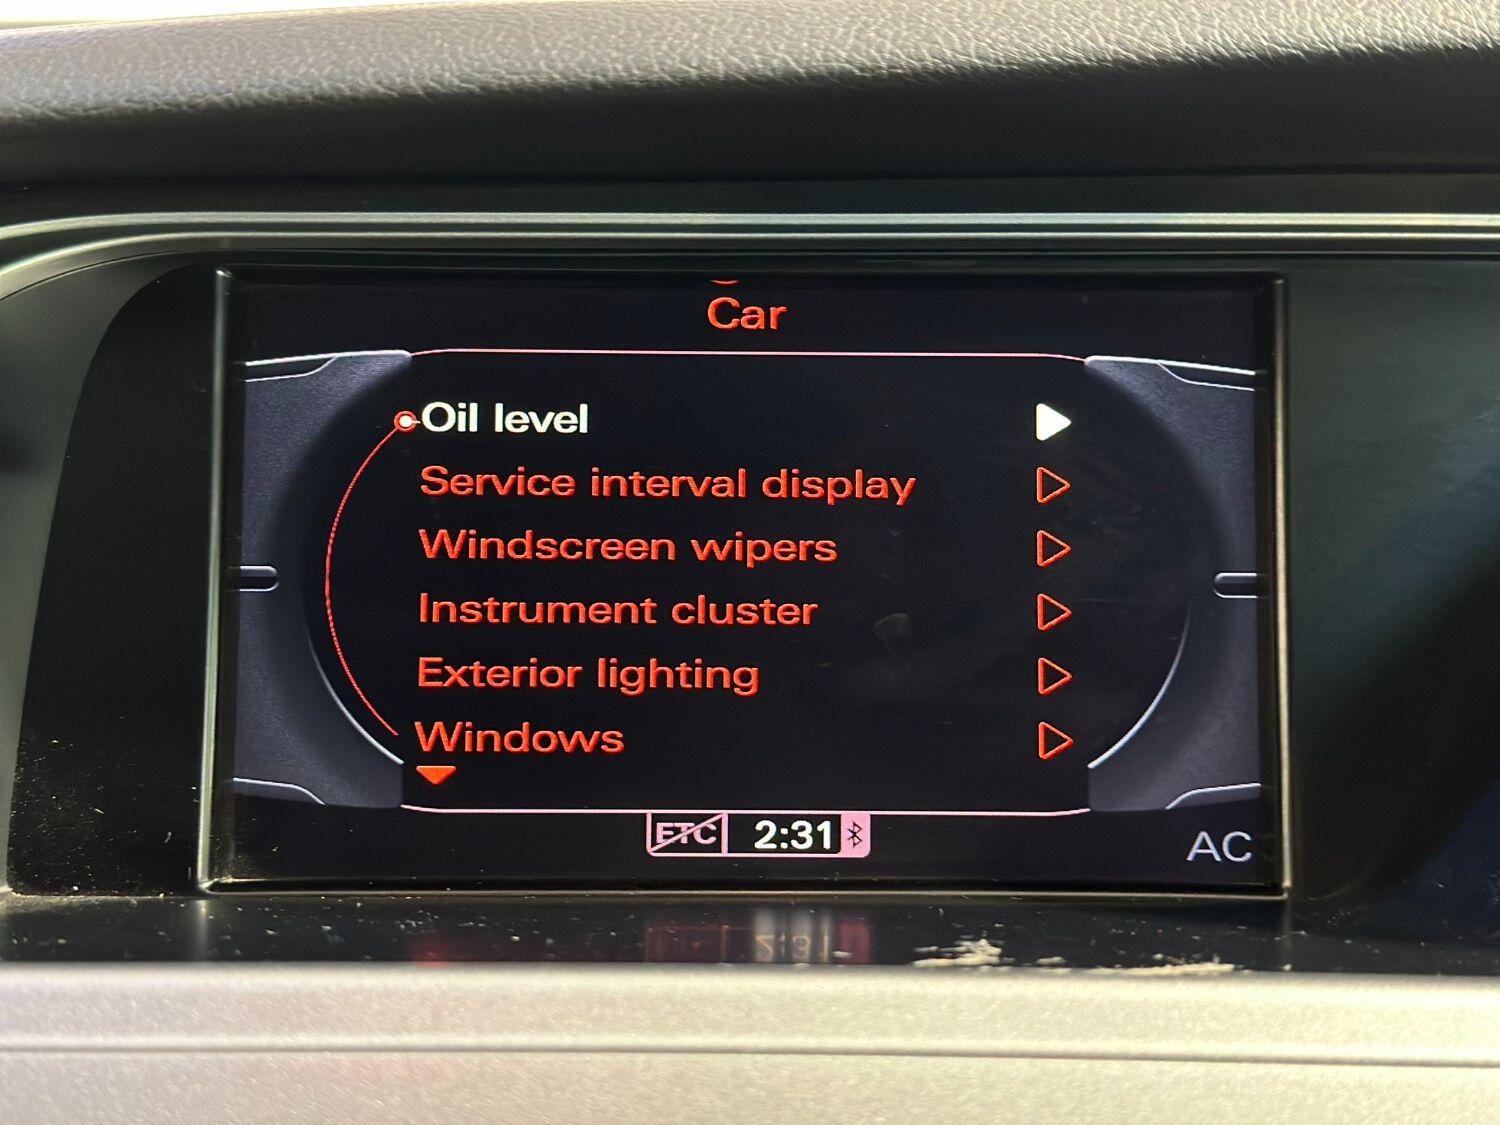 Car
Oil level
Service interval display
Windscreen wipers
Instrument cluster
Exterior lighting
Windows
ETC 2:31
AC